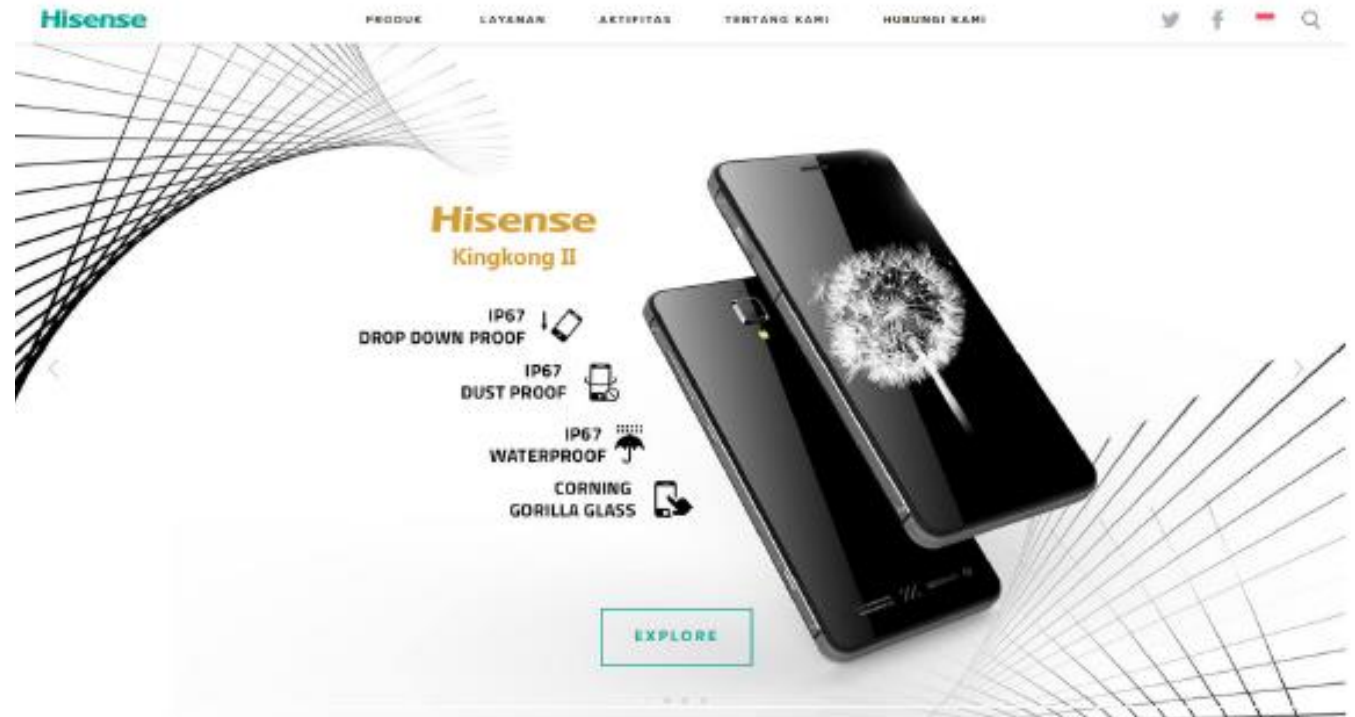 Hisense
PRODUK LAYANAN AKTIFITAS TENTANG KAMI HUBUNGI KAMI
Hisense
Kingkong II
IP67
DROP DOWN PROOF
IP67
DUST PROOF
IP67
WATERPROOF
CORNING
GORILLA GLASS
EXPLORE